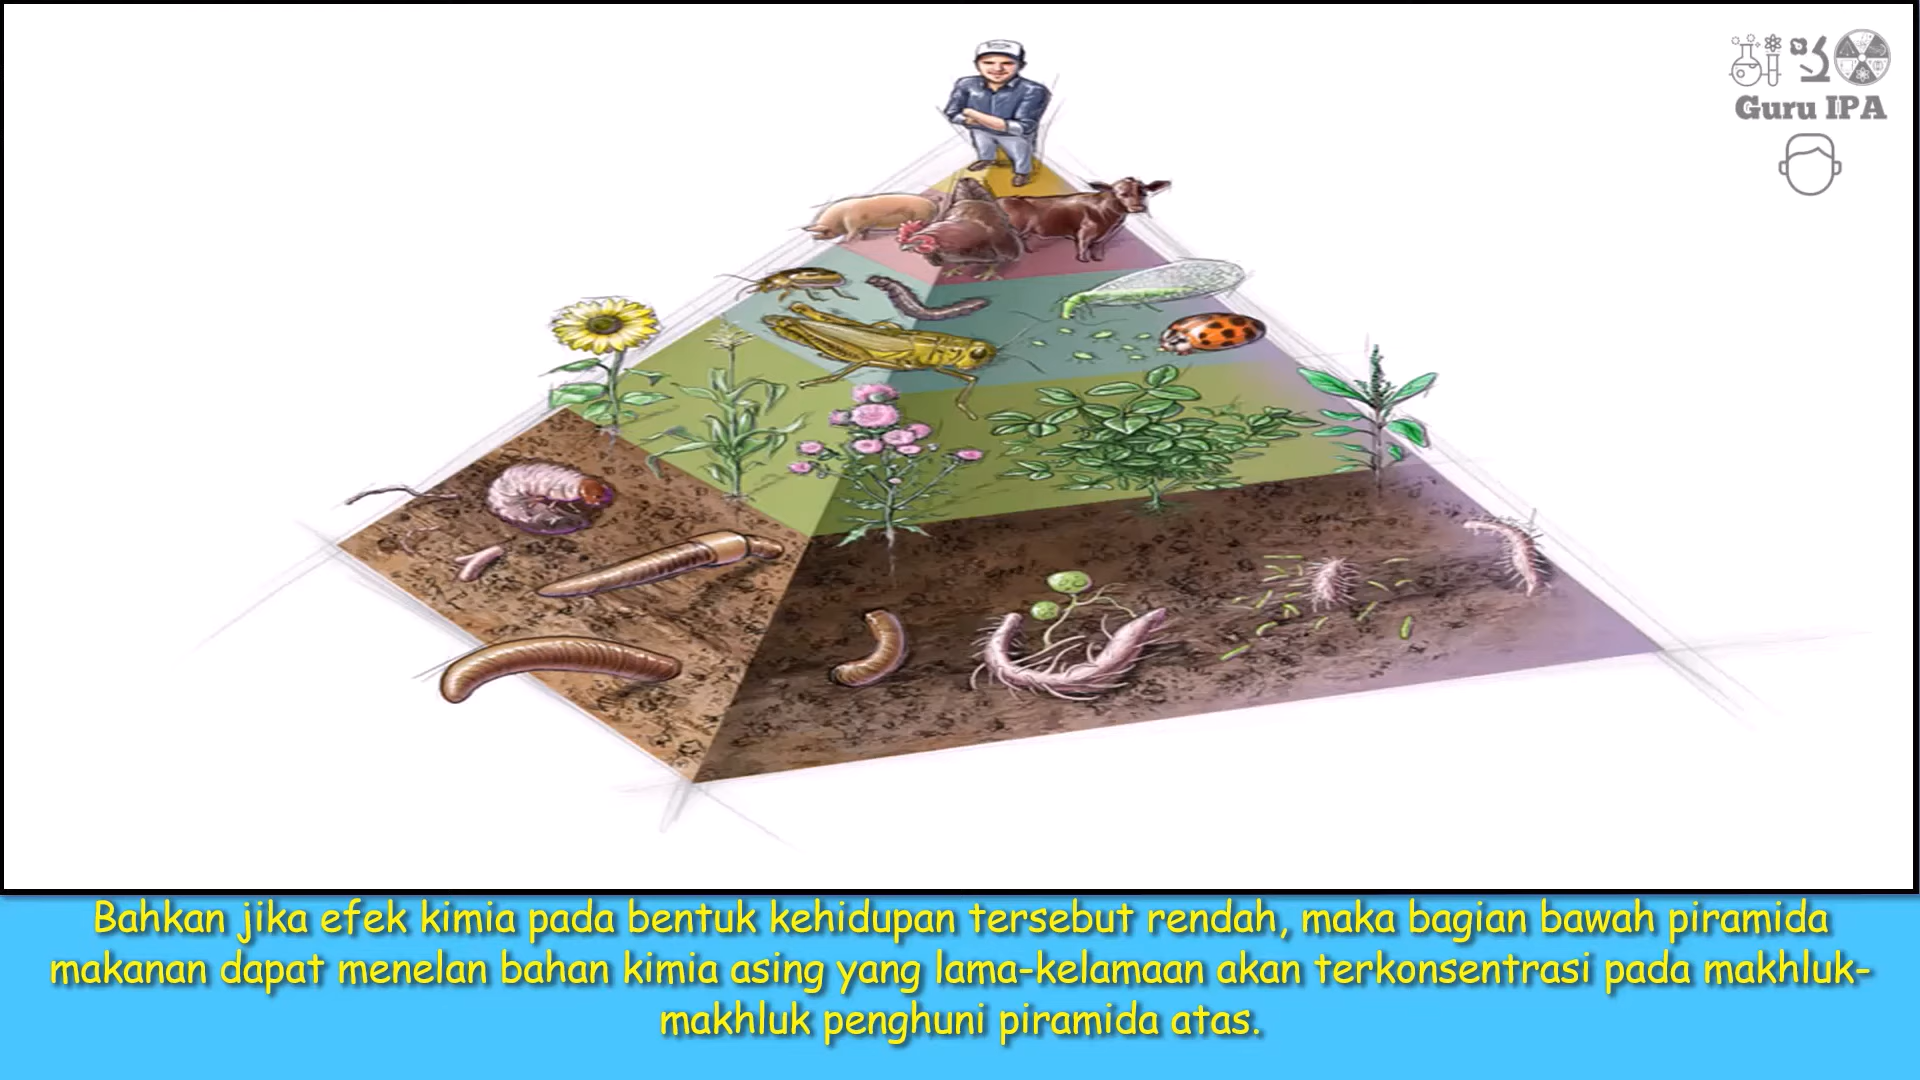 Guru IPA
Bahkan jika efek kimia pada bentuk kehidupan tersebut rendah, maka bagian bawah piramida
makanan dapat menelan bahan kimia asing yang lama-kelamaan akan terkonsentrasi pada makhluk-
makhluk penghuni piramida atas.